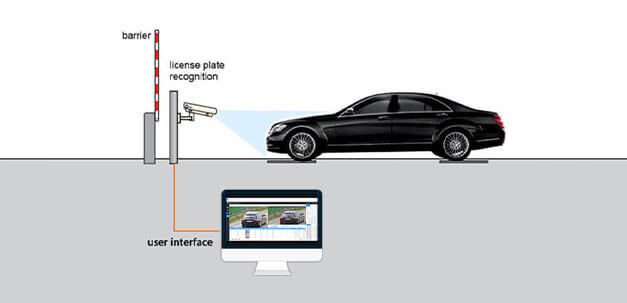 barrier
license plate
recognition
user interface